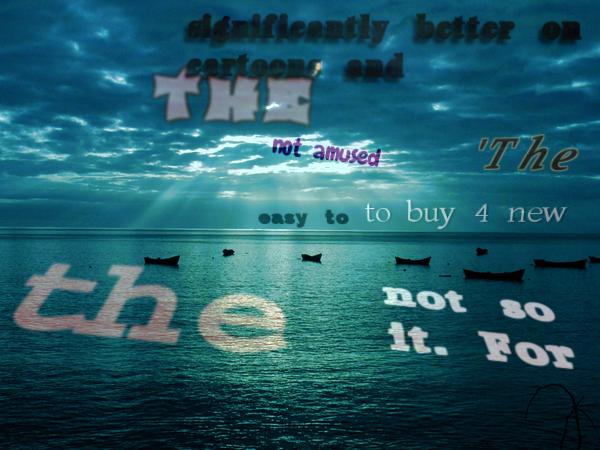 significantly better on
cartoons and
THE
not amused
'The
easy to
to buy 4 new
the
not so
it. For